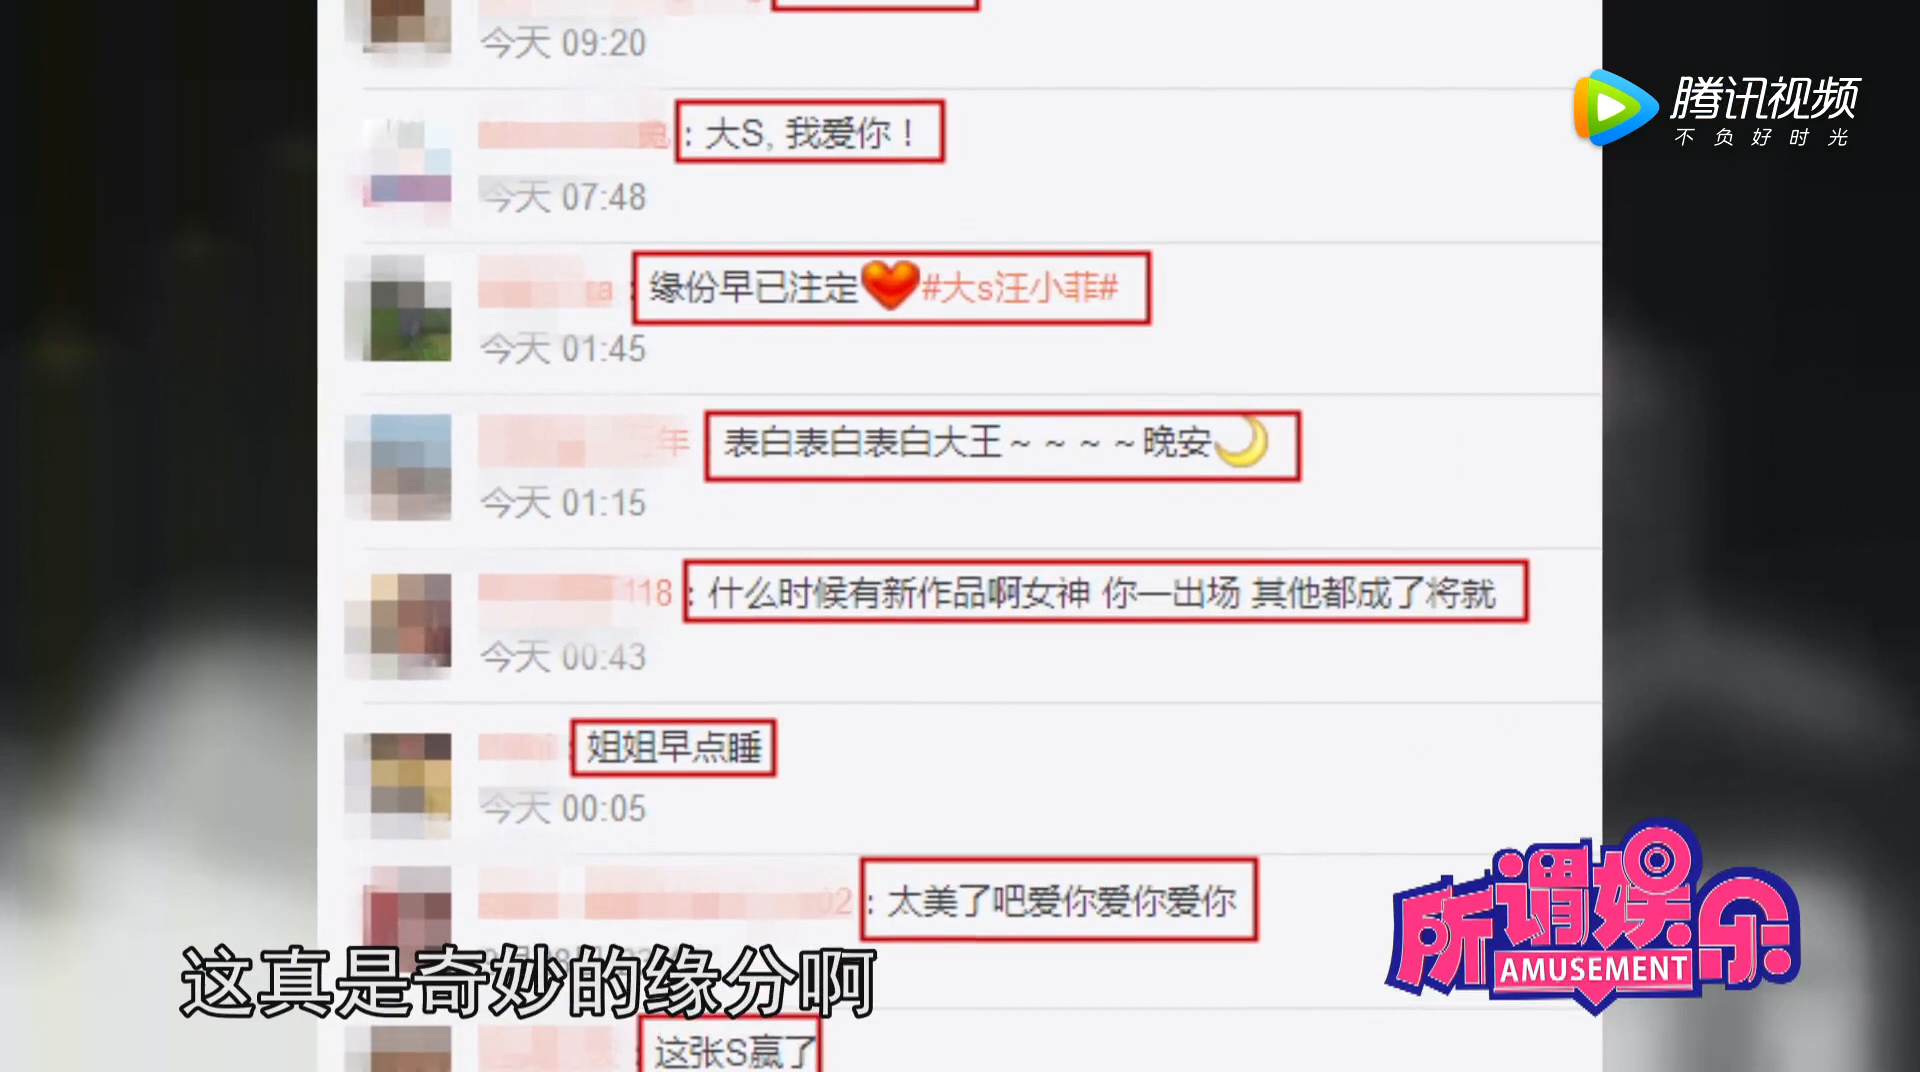 今天 09:20
腾讯视频
不负好时光
兔：大S, 我爱你！
今天 07:48
a：缘份早已注定#大s汪小菲#
今天 01:45
年 表白表白表白大王～～～～晚安
今天 01:15
118：什么时候有新作品啊女神 你一出场 其他都成了将就
今天 00:43
姐姐早点睡
今天 00:05
02：太美了吧爱你爱你爱你
这真是奇妙的缘分啊
所谓娱乐
AMUSEMENT
：这张S赢了